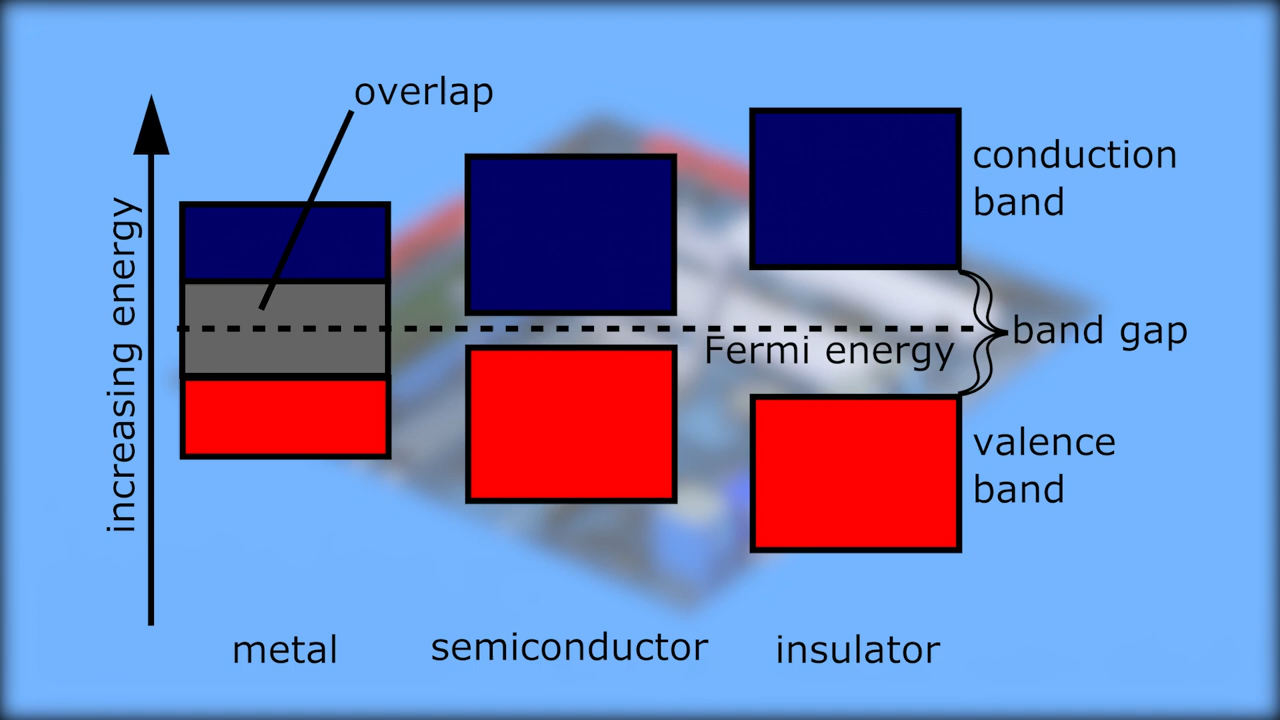 overlap
increasing energy
conduction
band
Fermi energy
band gap
valence
band
metal
semiconductor
insulator